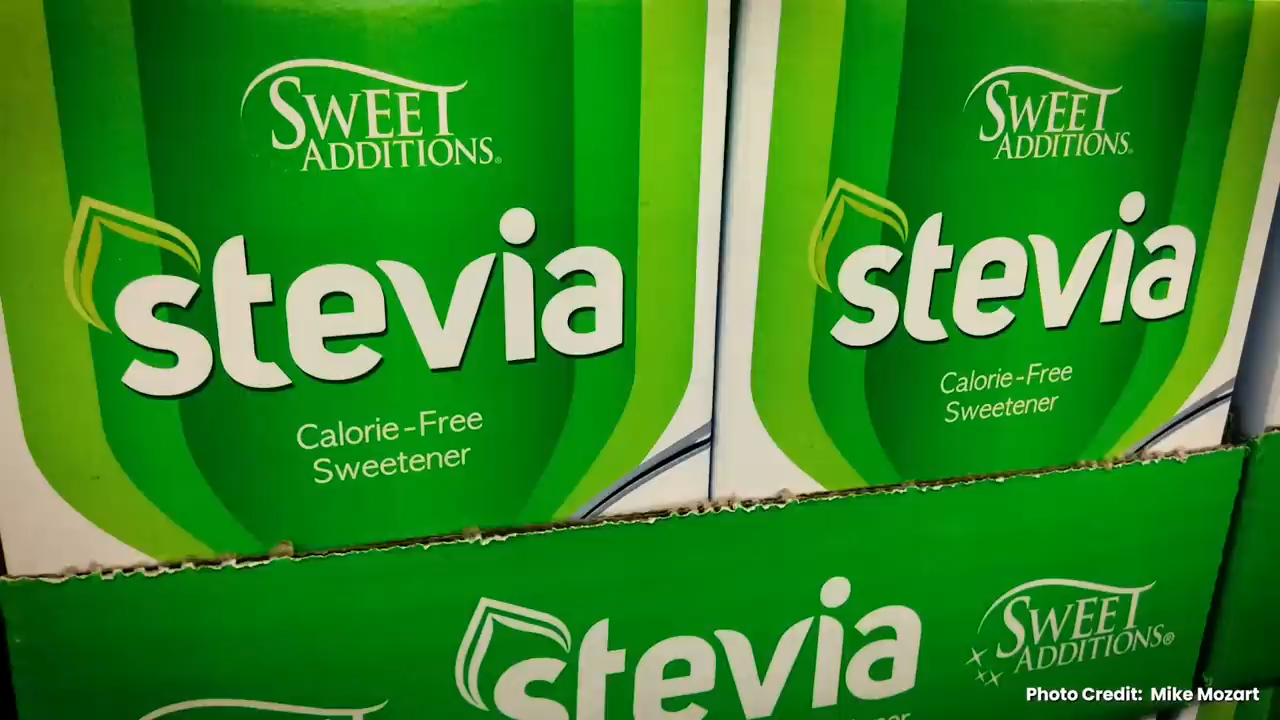 SWEET
ADDITIONS®
stevia
Calorie-Free
Sweetener
SWEET
ADDITIONS®
stevia
Calorie-Free
Sweetener
stevia
SWEET
ADDITIONS®
SWEET
Photo Credit: Mike Mozart